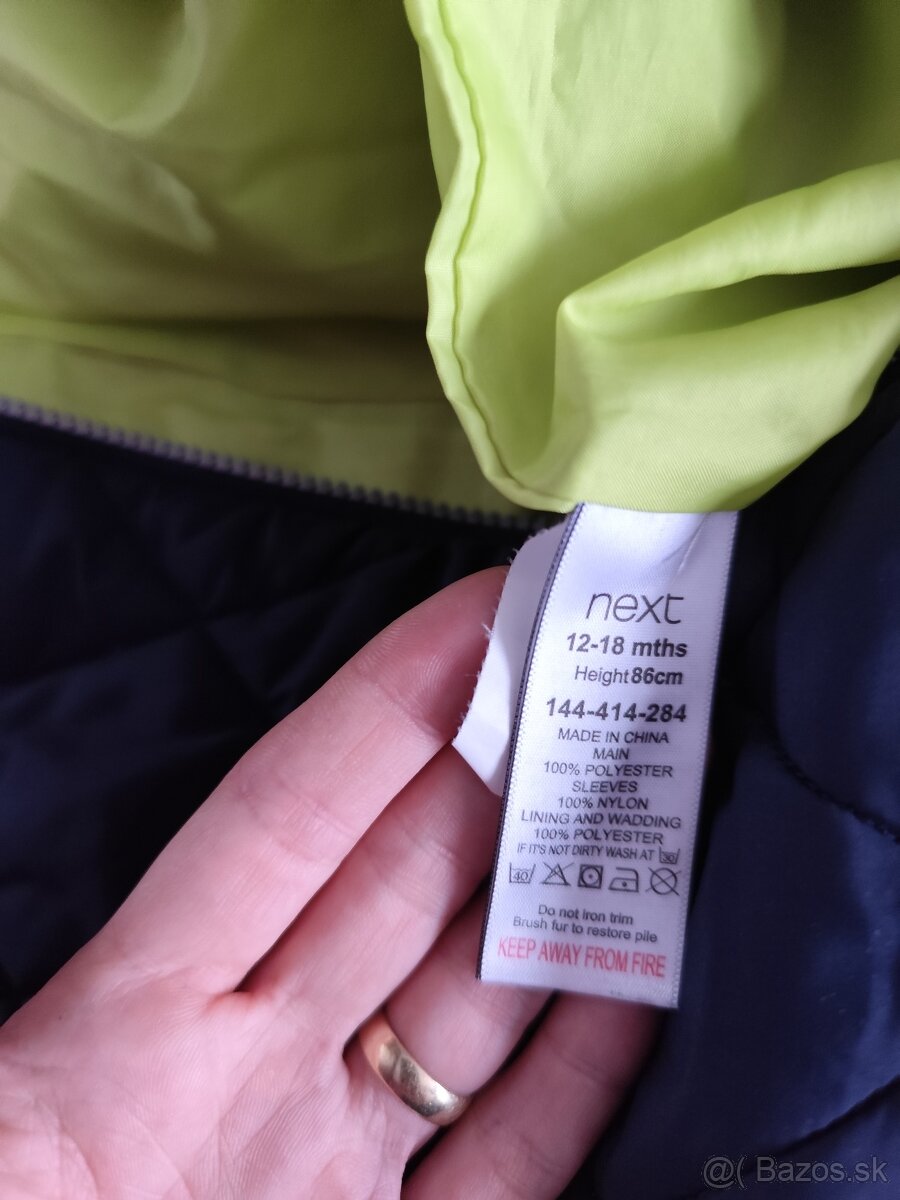 next
12-18 mths
Height 86cm
144-414-284
MADE IN CHINA
MAIN
100% POLYESTER
SLEEVES
100% NYLON
LINING AND WADDING
100% POLYESTER
IF IT'S NOT DIRTY WASH AT 30
40
Do not iron trim
Brush fur to restore pile
KEEP AWAY FROM FIRE
@( Bazos.sk